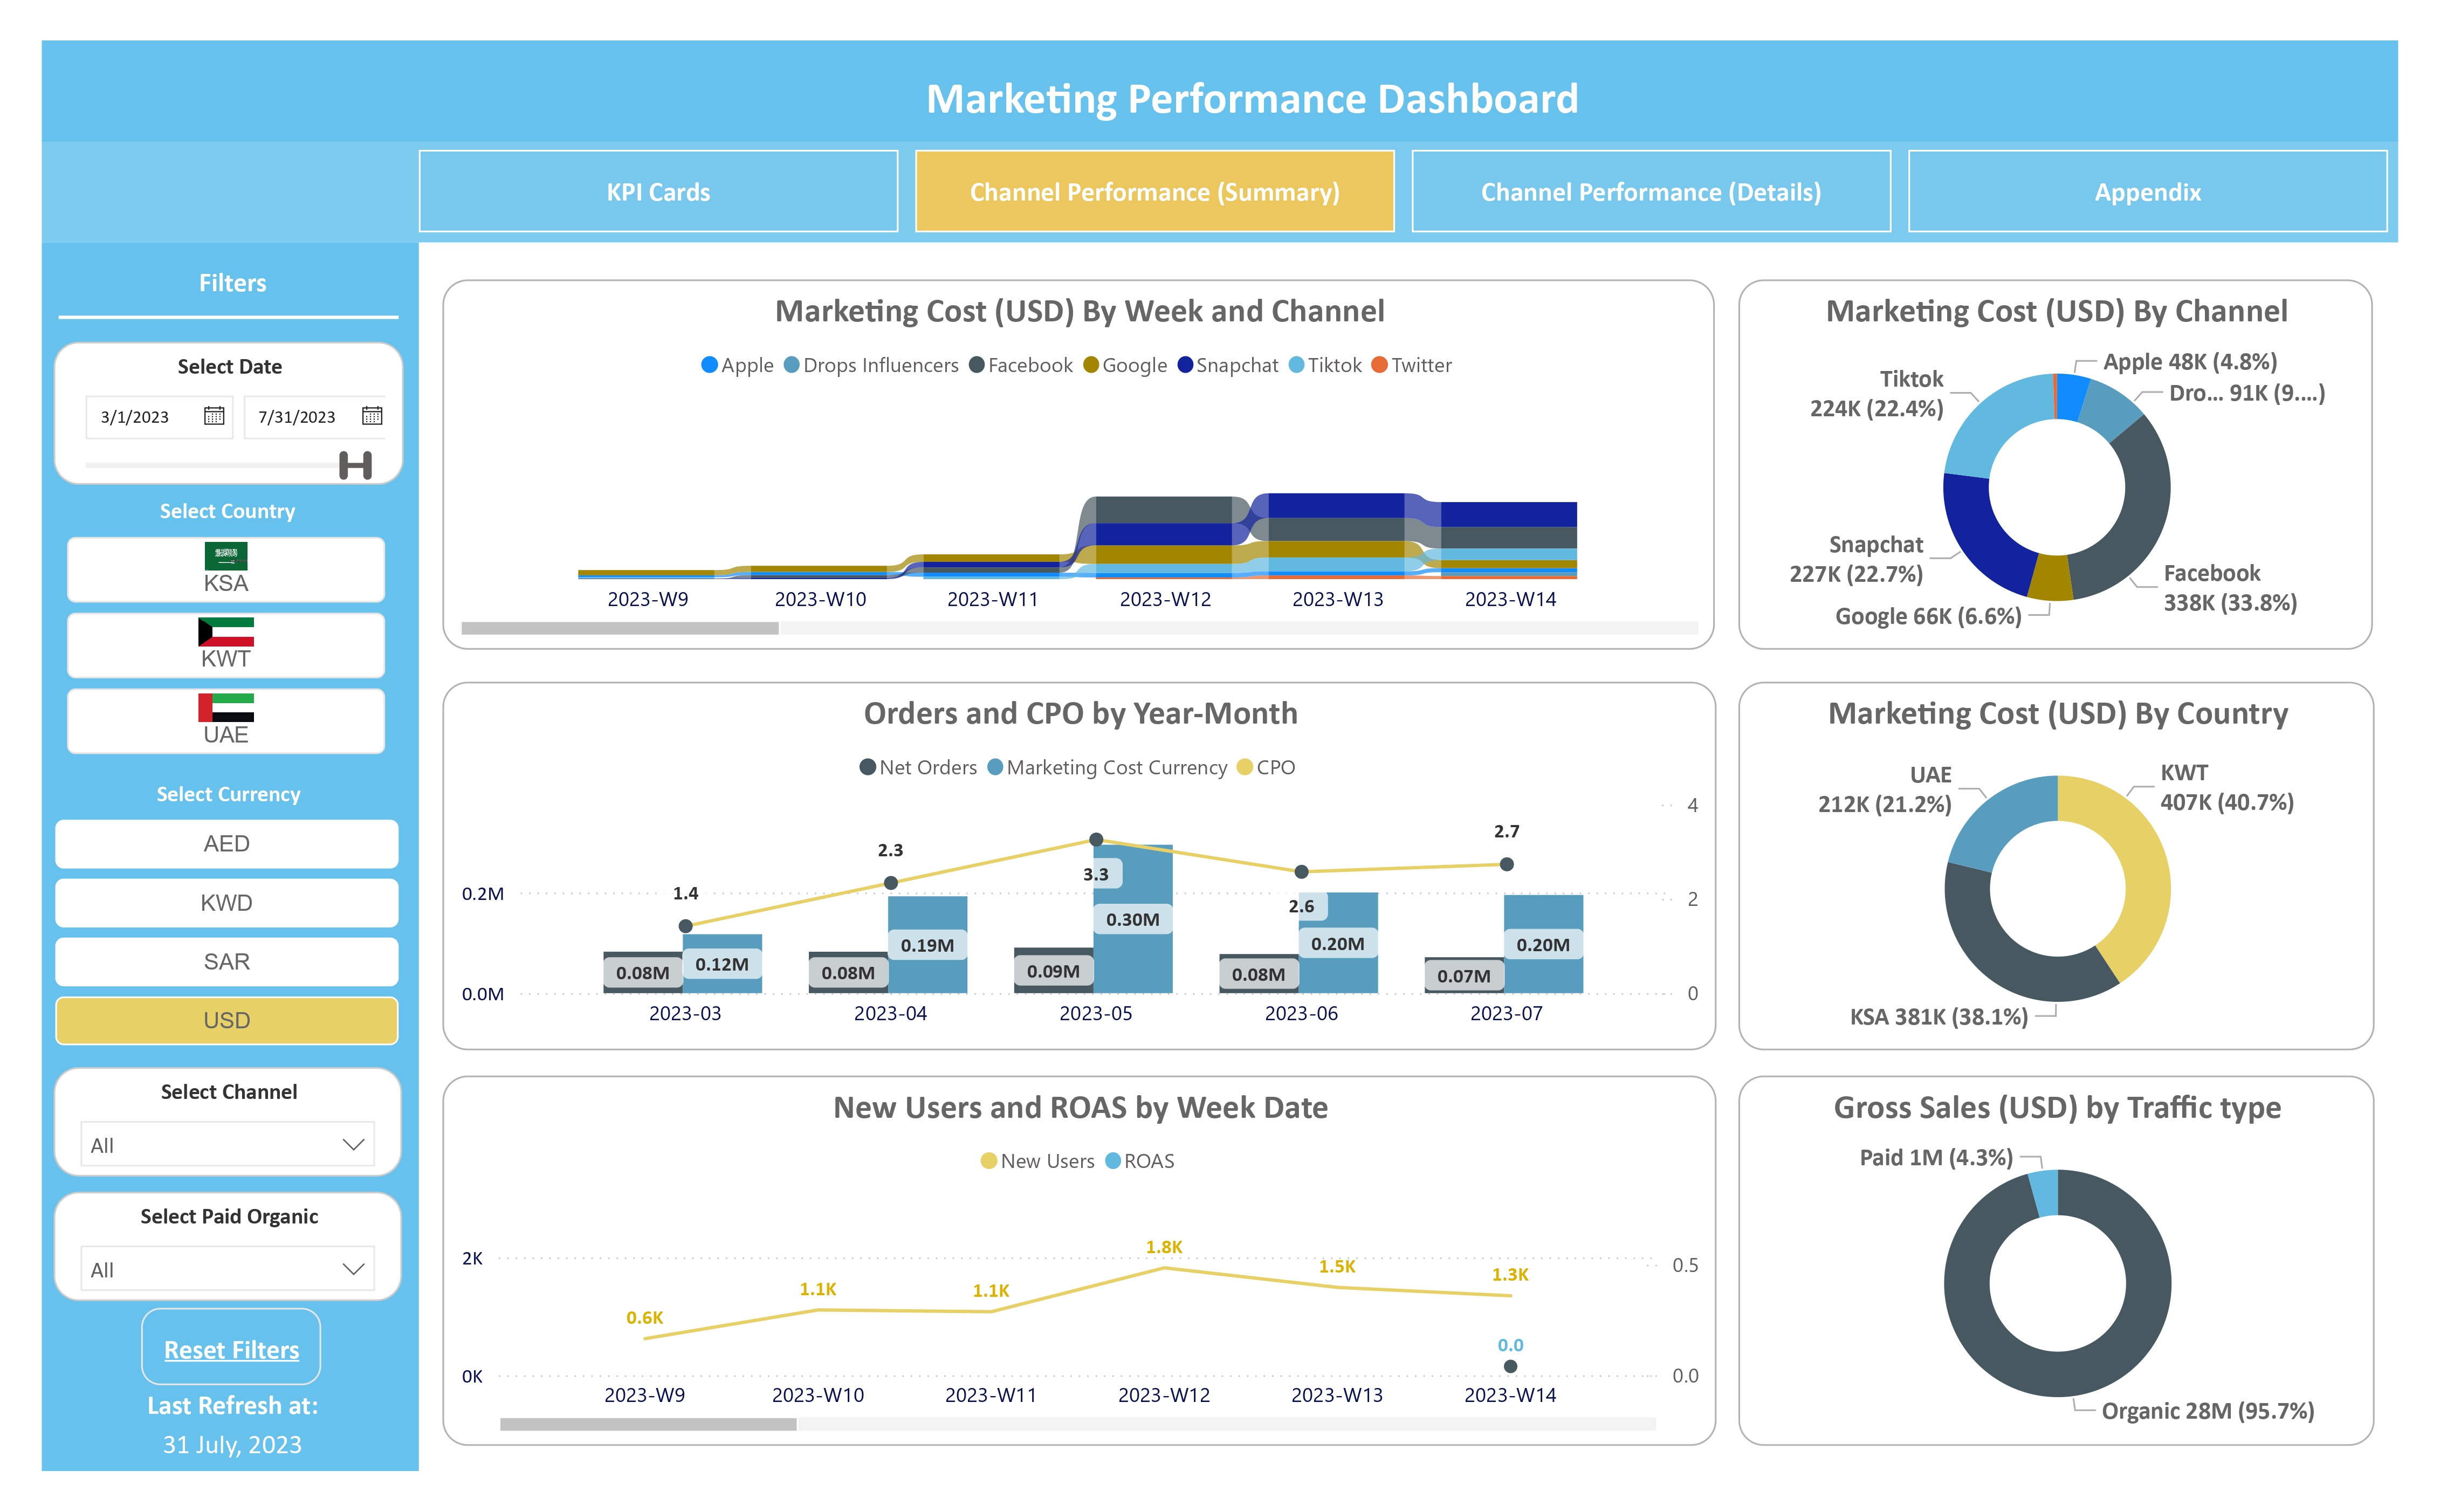 Marketing Performance Dashboard
KPI Cards
Channel Performance (Summary)
Channel Performance (Details)
Appendix
Filters
Select Date
3/1/2023
7/31/2023
Select Country
KSA
KWT
UAE
Select Currency
AED
KWD
SAR
USD
Select Channel
All
Select Paid Organic
All
Reset Filters
Last Refresh at:
31 July, 2023
Marketing Cost (USD) By Week and Channel
Apple Drops Influencers Facebook Google Snapchat Tiktok Twitter
2023-W9 2023-W10 2023-W11 2023-W12 2023-W13 2023-W14
Marketing Cost (USD) By Channel
Apple 48K (4.8%)
Dro... 91K (9....)
Tiktok
224K (22.4%)
Snapchat
227K (22.7%)
Facebook
338K (33.8%)
Google 66K (6.6%)
Orders and CPO by Year-Month
Net Orders Marketing Cost Currency CPO
4
2.7
2.3
3.3
1.4
0.2M
2
2.6
0.30M
0.19M
0.20M
0.20M
0.12M
0.08M
0.08M
0.09M
0.08M
0.07M
0.0M
0
2023-03 2023-04 2023-05 2023-06 2023-07
Marketing Cost (USD) By Country
UAE
212K (21.2%)
KWT
407K (40.7%)
KSA 381K (38.1%)
New Users and ROAS by Week Date
New Users ROAS
2K
0.5
0.6K
1.1K
1.1K
1.8K
1.5K
1.3K
0.0
0K
0.0
2023-W9 2023-W10 2023-W11 2023-W12 2023-W13 2023-W14
Gross Sales (USD) by Traffic type
Paid 1M (4.3%)
Organic 28M (95.7%)